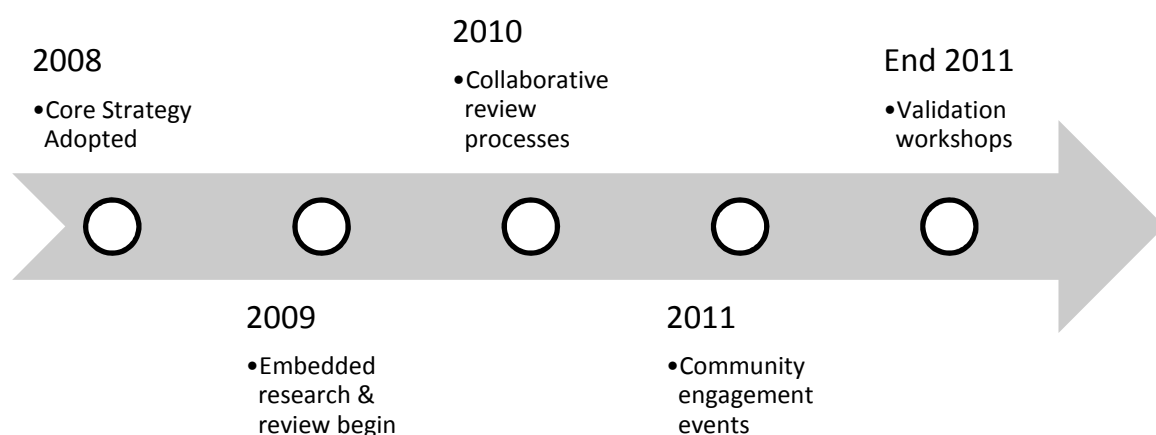 2008
•Core Strategy
Adopted
2009
•Embedded
research &
review begin
2010
•Collaborative
review
processes
2011
•Community
engagement
events
End 2011
•Validation
workshops